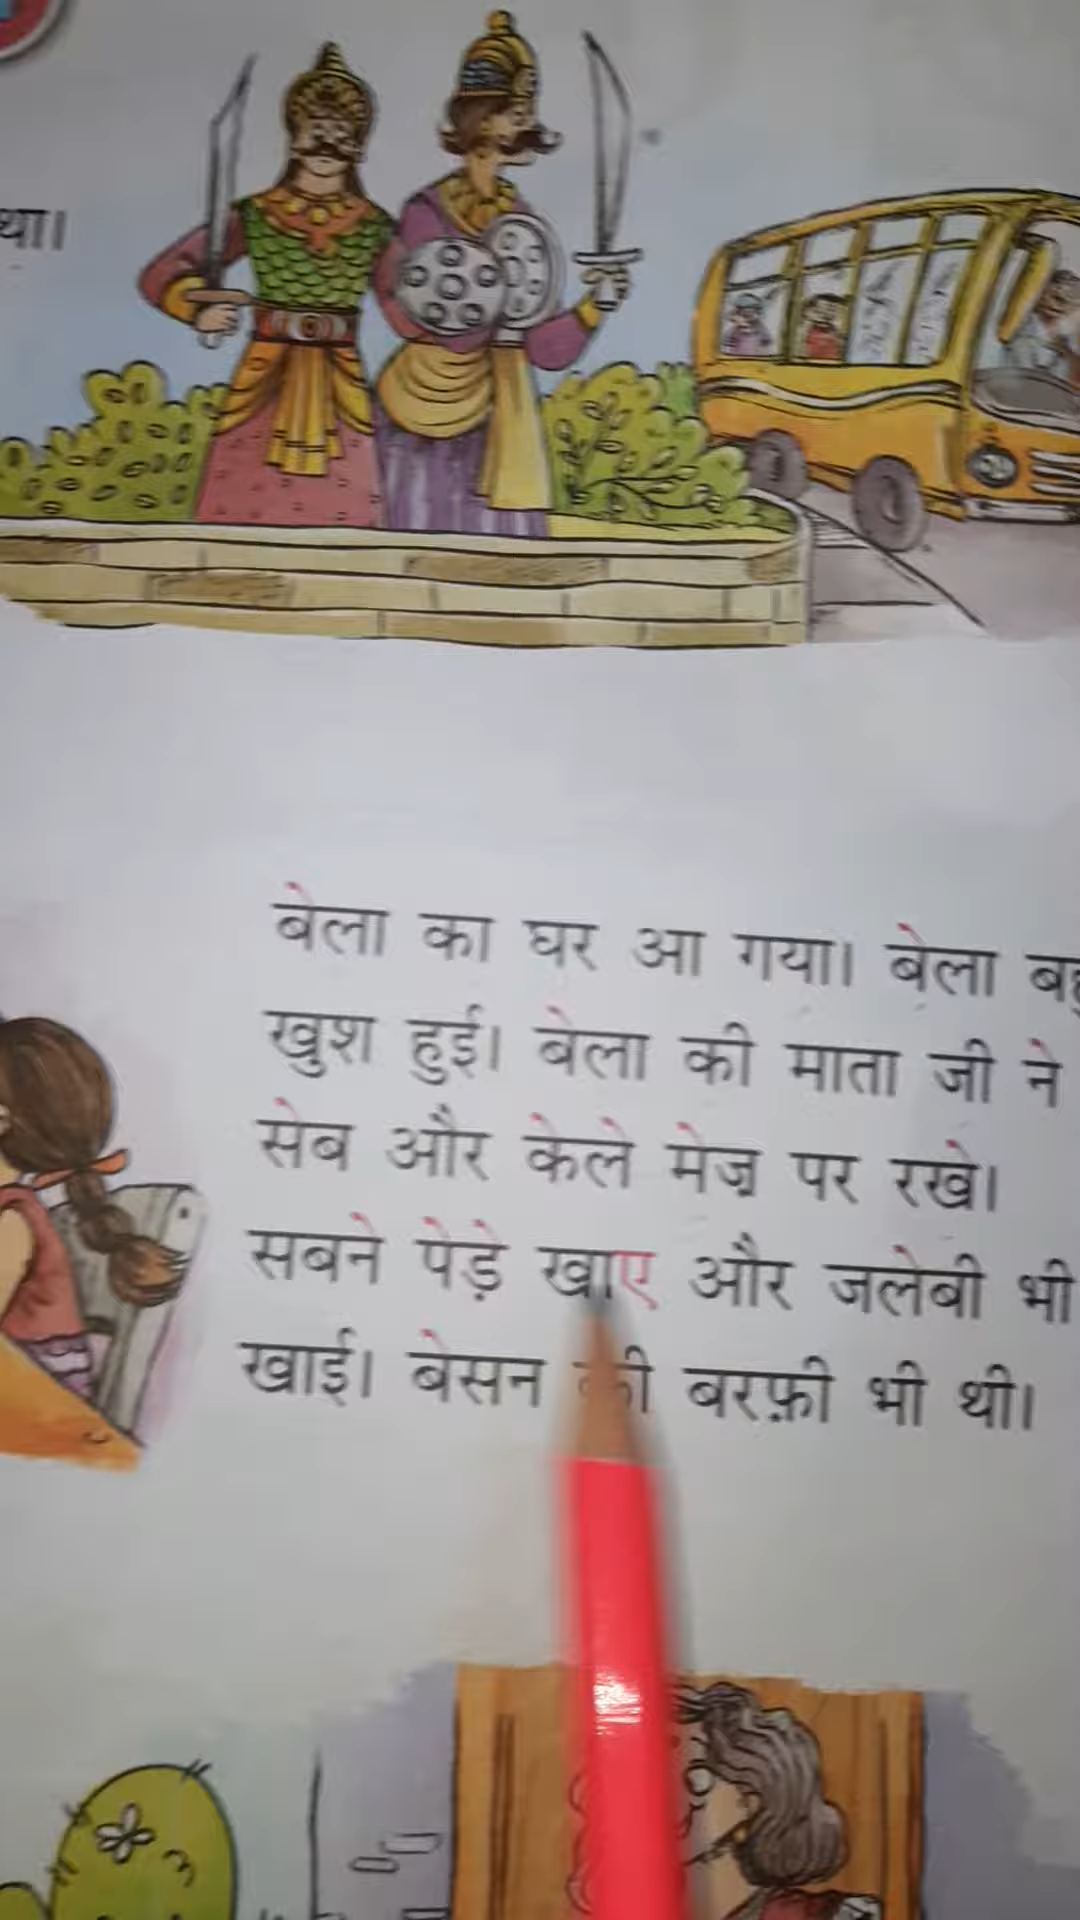 था।
बेला का घर आ गया। बेला
खुश हुई। बेला की माता जी ने
सेब और केले मेज़ पर रखे।
सबने पेड़े खाए और जलेबी भी
खाई। बेसन की बरफ़ी भी थी।